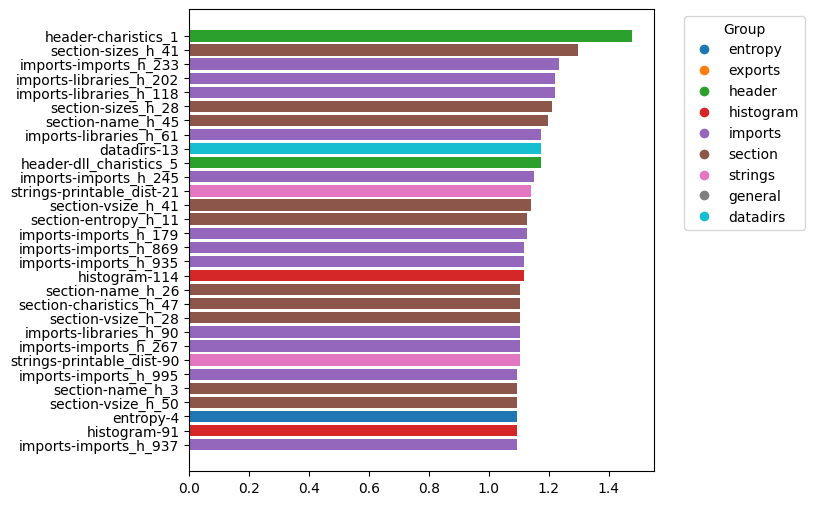 header-charistics_1
section-sizes_h_41
imports-imports_h_233
imports-libraries_h_202
imports-libraries_h_118
section-sizes_h_28
section-name_h_45
imports-libraries_h_61
datadirs-13
header-dll_charistics_5
imports-imports_h_245
strings-printable_dist-21
section-vsize_h_41
section-entropy_h_11
imports-imports_h_179
imports-imports_h_869
imports-imports_h_935
histogram-114
section-name_h_26
section-charistics_h_47
section-vsize_h_28
imports-libraries_h_90
imports-imports_h_267
strings-printable_dist-90
imports-imports_h_995
section-name_h_3
section-vsize_h_50
entropy-4
histogram-91
imports-imports_h_937
0.0 0.2 0.4 0.6 0.8 1.0 1.2 1.4
Group
entropy
exports
header
histogram
imports
section
strings
general
datadirs